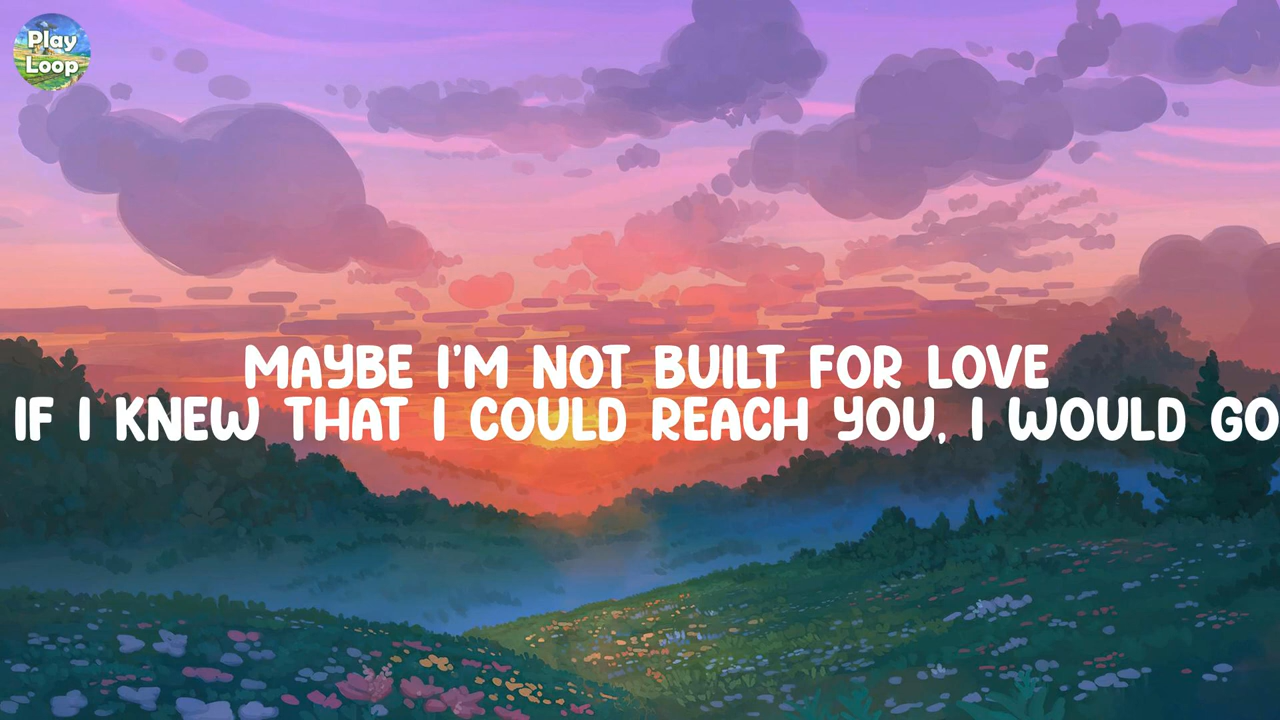 Play
Loop
MAYBE I'M NOT BUILT FOR LOVE
IF I KNEW THAT I COULD REACH YOU, I WOULD GO